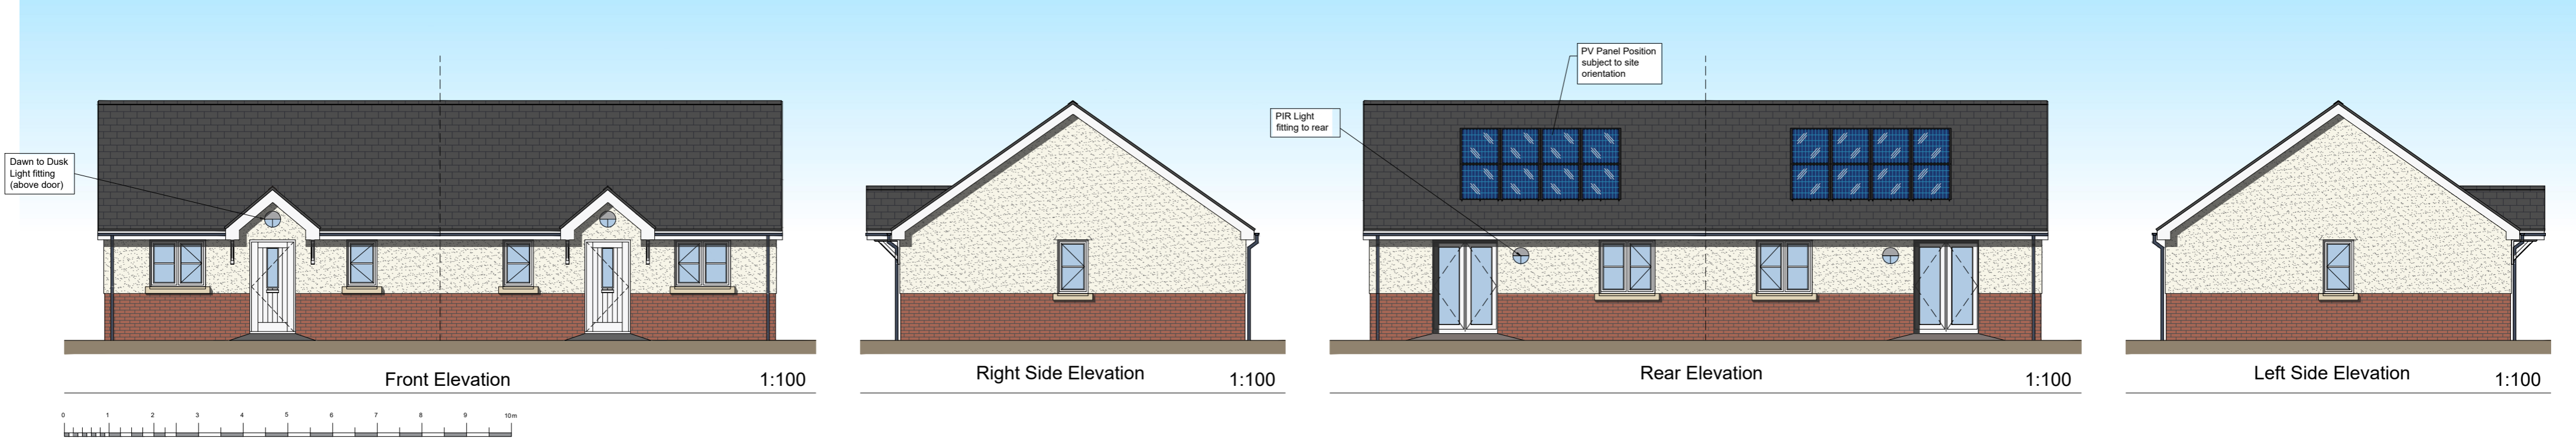 PV Panel Position
subject to site
orientation
PIR Light
fitting to rear
Dawn to Dusk
Light fitting
(above door)
Front Elevation
1:100
Right Side Elevation
1:100
Rear Elevation
1:100
Left Side Elevation
1:100
0 1 2 3 4 5 6 7 8 9 10m